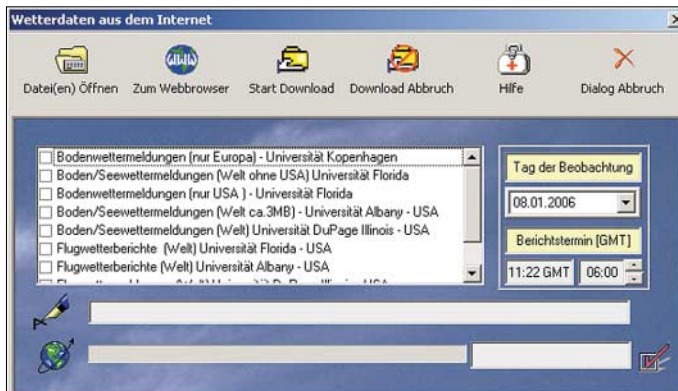 Wetterdaten aus dem Internet
Datei(en) Öffnen Zum Webbrowser Start Download Download Abbruch Hilfe Dialog Abbruch
Bodenwettermeldungen (nur Europa) - Universität Kopenhagen
Boden/Seewettermeldungen (Welt ohne USA) Universität Florida
Bodenwettermeldungen (nur USA ) - Universität Florida
Boden/Seewettermeldungen (Welt ca.3MB) - Universität Albany - USA
Boden/Seewettermeldungen (Welt) Universität DuPage Illinois - USA
Flugwetterberichte (Welt) Universität Florida - USA
Flugwetterberichte (Welt) Universität Albany - USA
Tag der Beobachtung
08.01.2006
Berichtstermin [GMT]
11:22 GMT 06:00